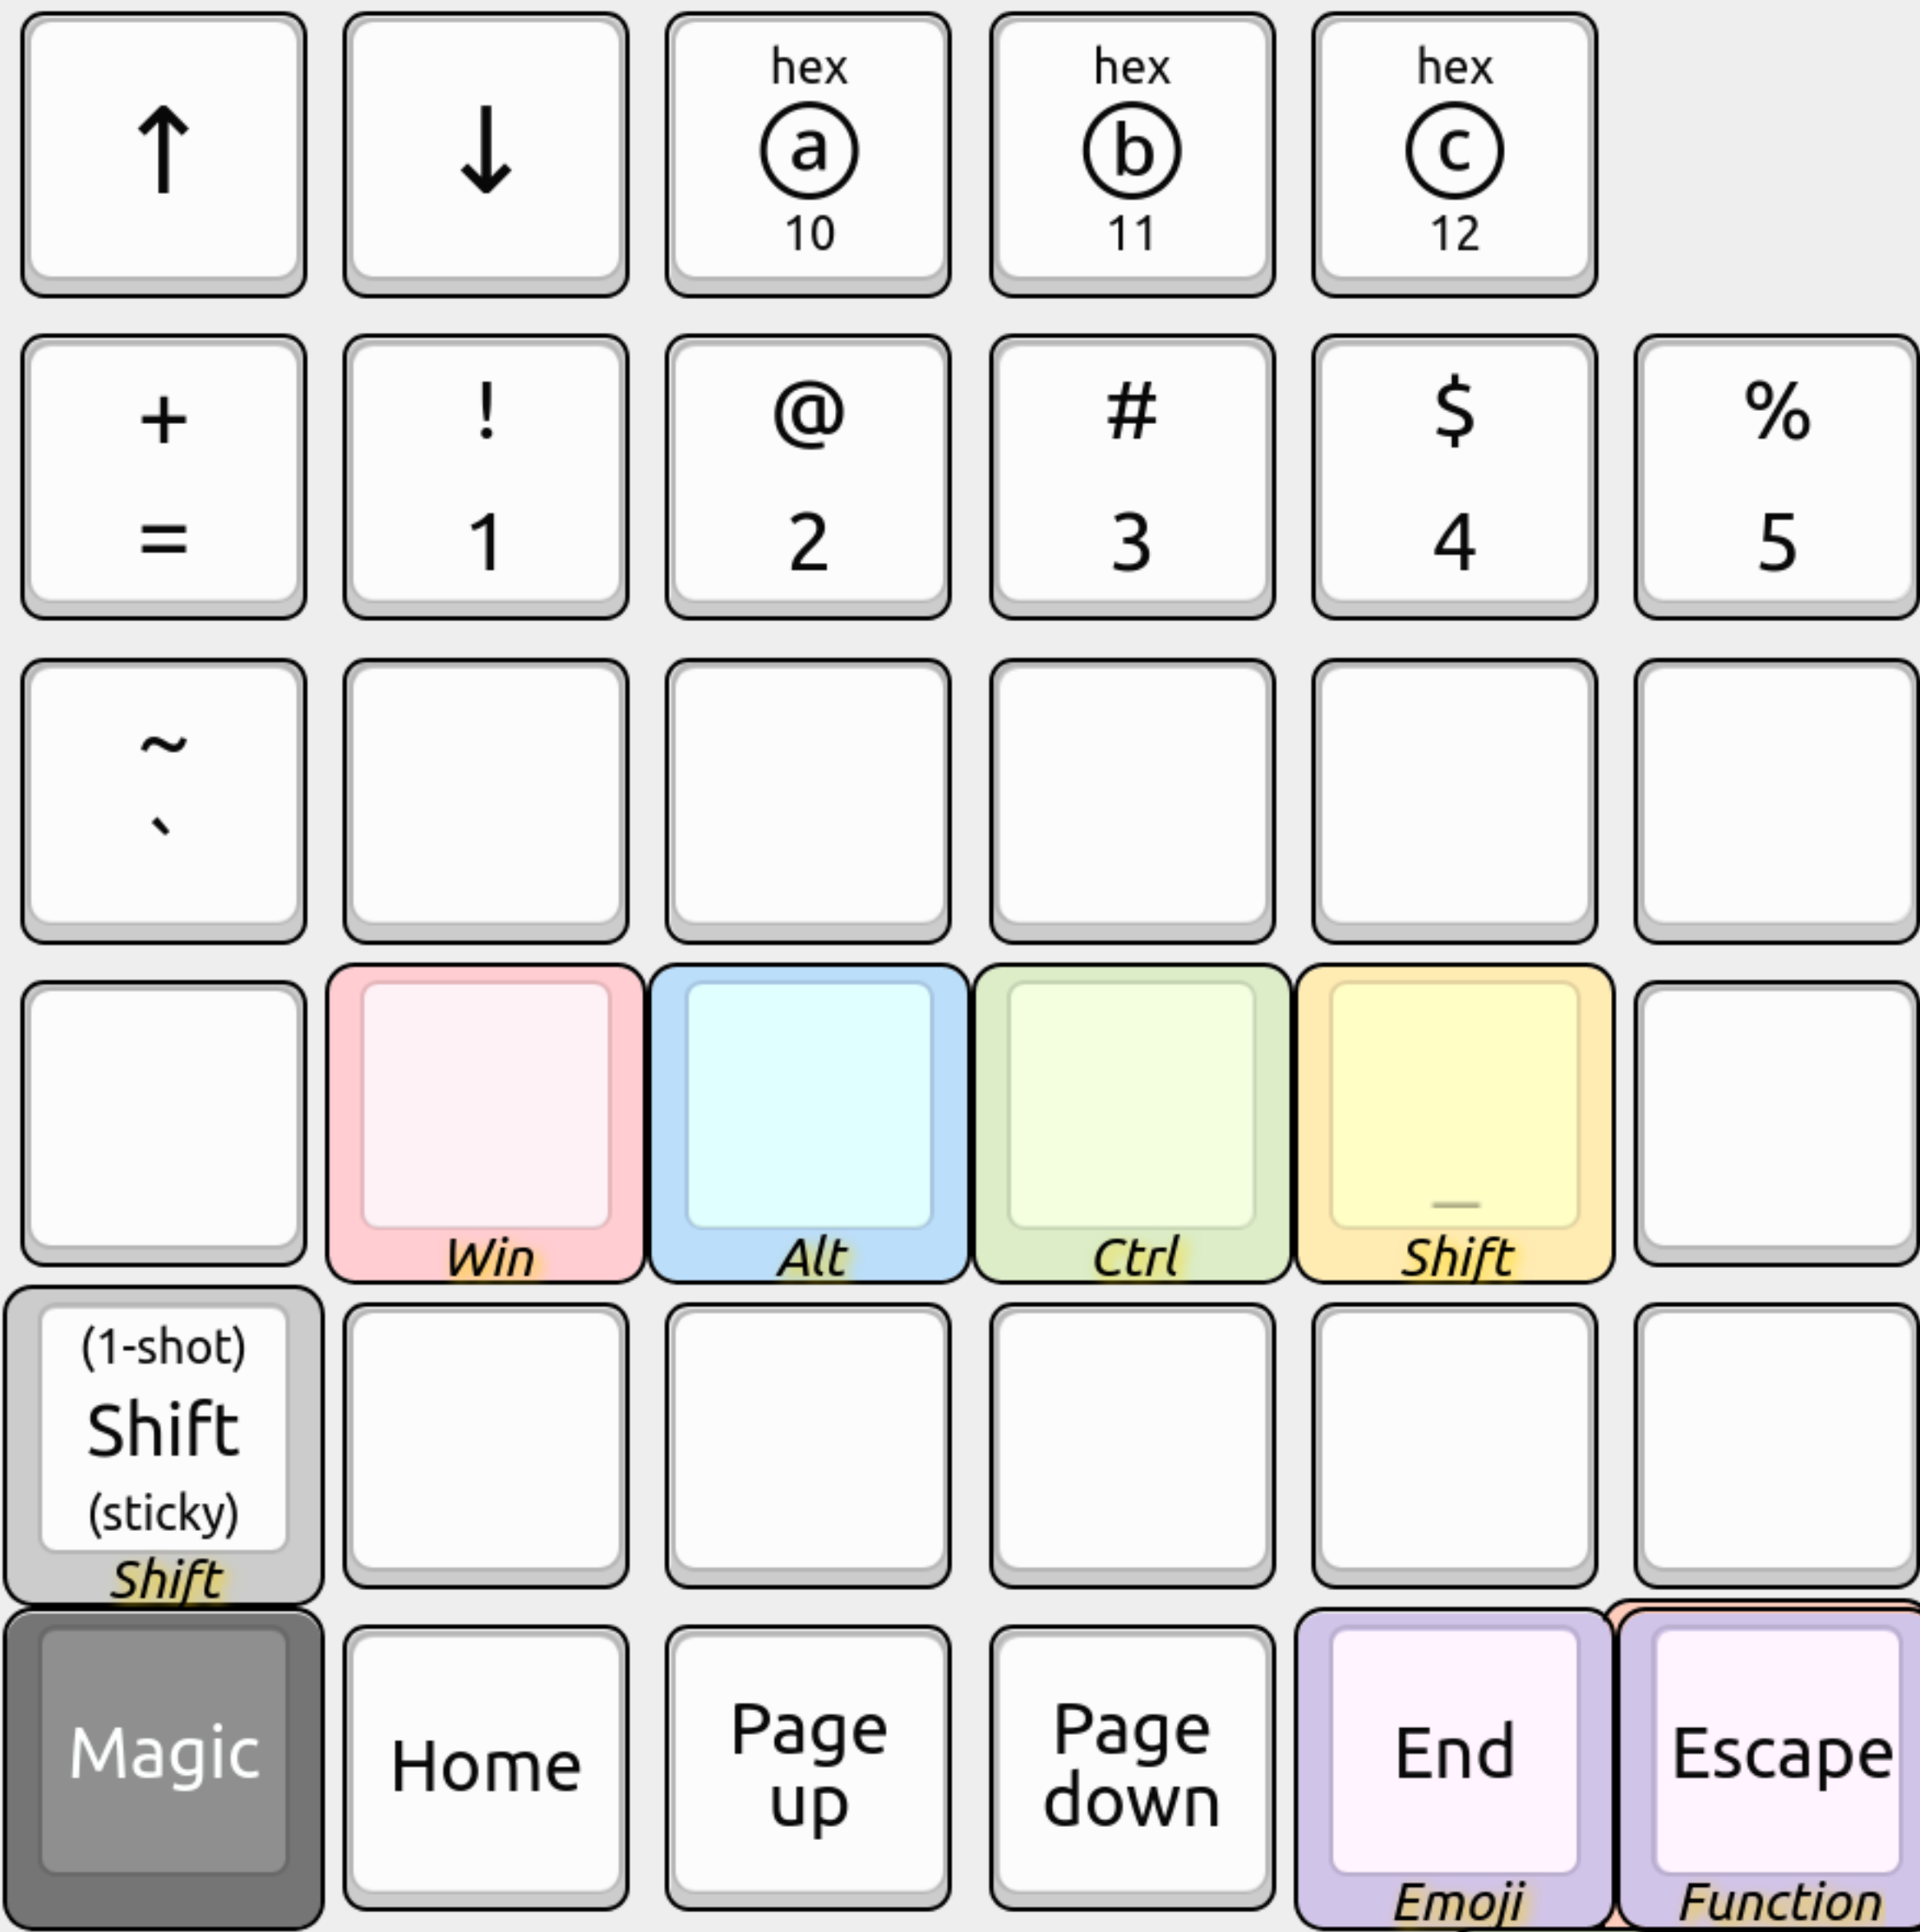 ↑ ↓ hex hex hex
ⓐ ⓑ ⓒ
10 11 12
+ ! @ # $ %
= 1 2 3 4 5
~
`
_
Win Alt Ctrl Shift
(1-shot)
Shift
(sticky)
Shift
Magic Home Page up Page down End Escape
Emoji Function